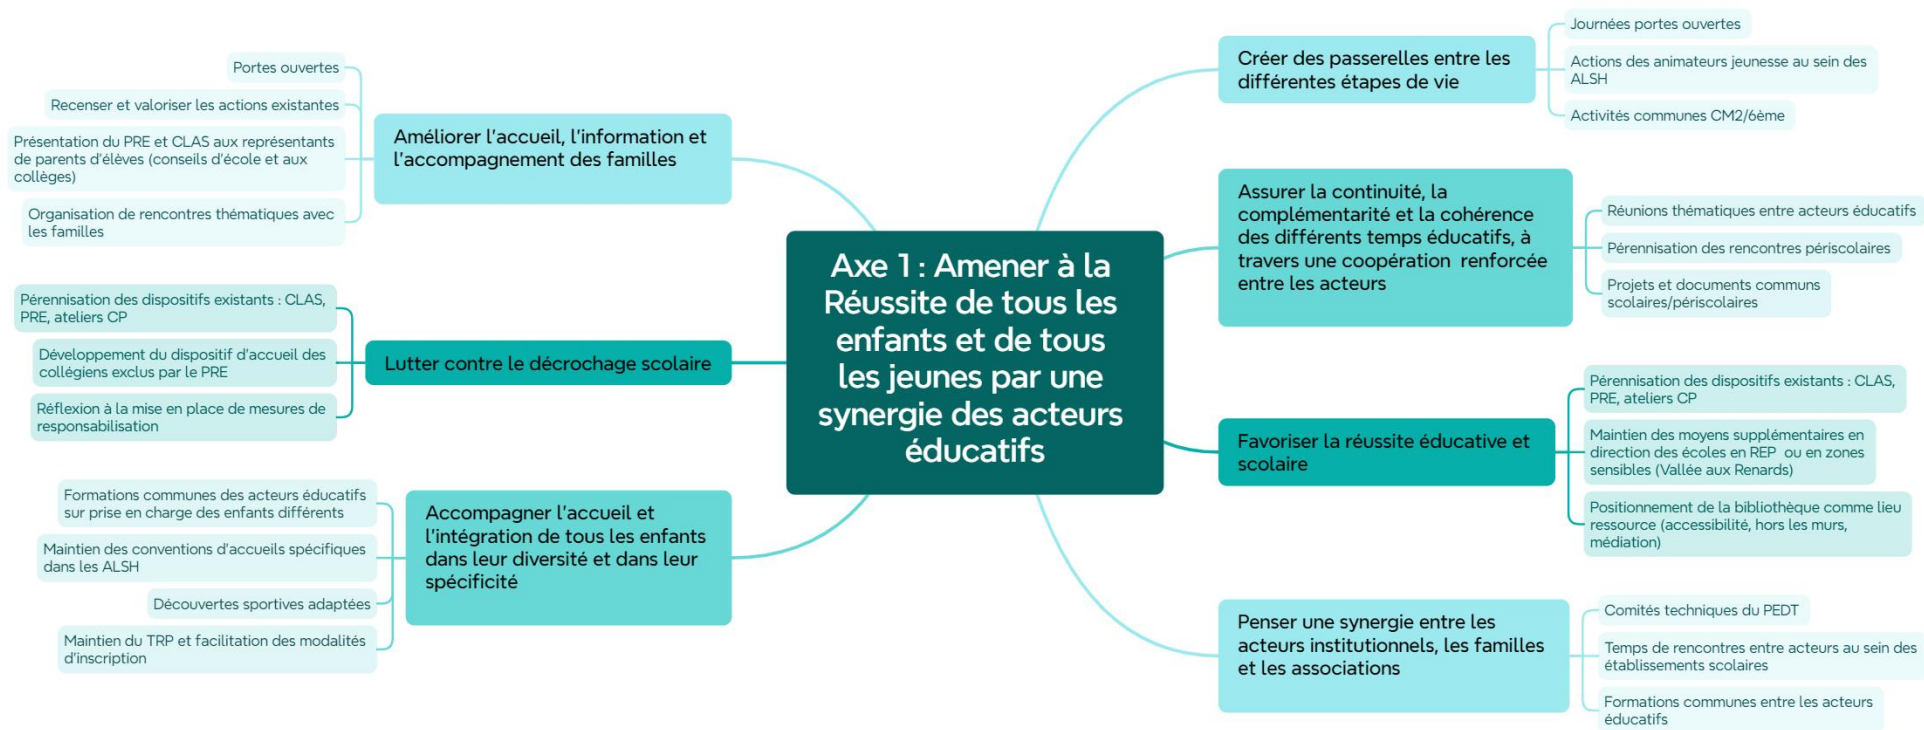 Axe 1 : Amener à la
Réussite de tous les
enfants et de tous
les jeunes par une
synergie des acteurs
éducatifs
Créer des passerelles entre les
différentes étapes de vie
Journées portes ouvertes
Actions des animateurs jeunesse au sein des
ALSH
Activités communes CM2/6ème
Assurer la continuité, la
complémentarité et la cohérence
des différents temps éducatifs, à
travers une coopération renforcée
entre les acteurs
Réunions thématiques entre acteurs éducatifs
Pérennisation des rencontres périscolaires
Projets et documents communs
scolaires/périscolaires
Favoriser la réussite éducative et
scolaire
Pérennisation des dispositifs existants : CLAS,
PRE, ateliers CP
Maintien des moyens supplémentaires en
direction des écoles en REP ou en zones
sensibles (Vallée aux Renards)
Positionnement de la bibliothèque comme lieu
ressource (accessibilité, hors les murs,
médiation)
Penser une synergie entre les
acteurs institutionnels, les familles
et les associations
Comités techniques du PEDT
Temps de rencontres entre acteurs au sein des
établissements scolaires
Formations communes entre les acteurs
éducatifs
Améliorer l'accueil, l'information et
l'accompagnement des familles
Portes ouvertes
Recenser et valoriser les actions existantes
Présentation du PRE et CLAS aux représentants
de parents d'élèves (conseils d'école et aux
collèges)
Organisation de rencontres thématiques avec
les familles
Lutter contre le décrochage scolaire
Pérennisation des dispositifs existants : CLAS,
PRE, ateliers CP
Développement du dispositif d'accueil des
collégiens exclus par le PRE
Réflexion à la mise en place de mesures de
responsabilisation
Accompagner l'accueil et
l'intégration de tous les enfants
dans leur diversité et dans leur
spécificité
Formations communes des acteurs éducatifs
sur prise en charge des enfants différents
Maintien des conventions d'accueils spécifiques
dans les ALSH
Découvertes sportives adaptées
Maintien du TRP et facilitation des modalités
d'inscription